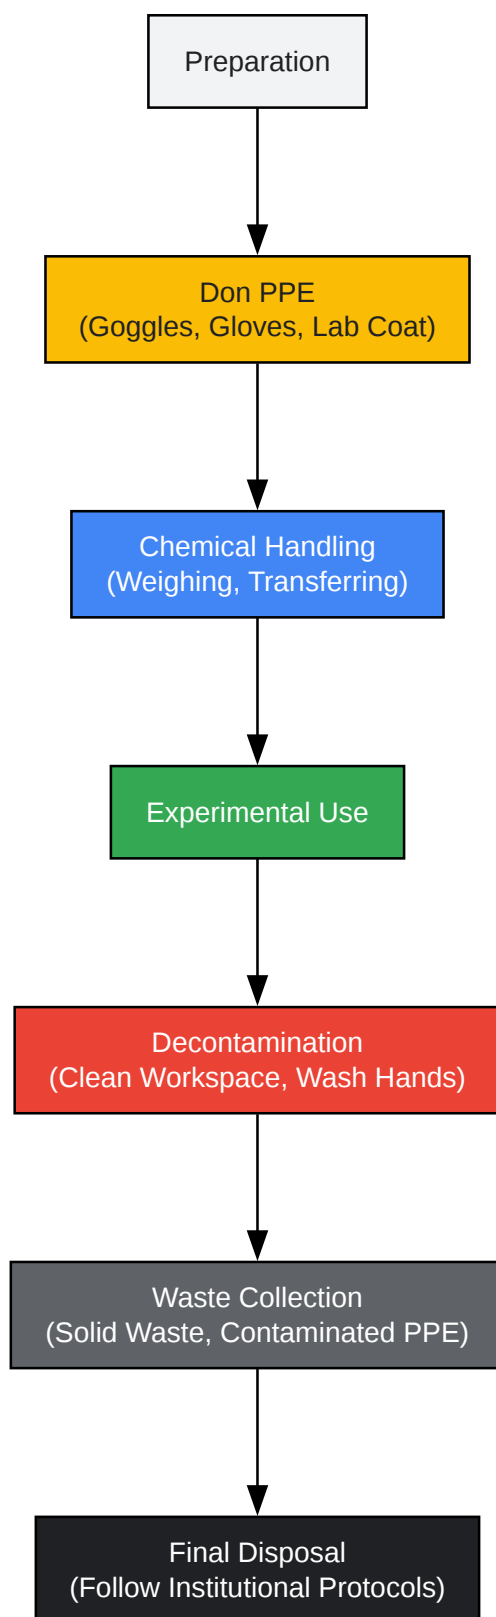 Preparation
Don PPE
(Goggles, Gloves, Lab Coat)
Chemical Handling
(Weighing, Transferring)
Experimental Use
Decontamination
(Clean Workspace, Wash Hands)
Waste Collection
(Solid Waste, Contaminated PPE)
Final Disposal
(Follow Institutional Protocols)